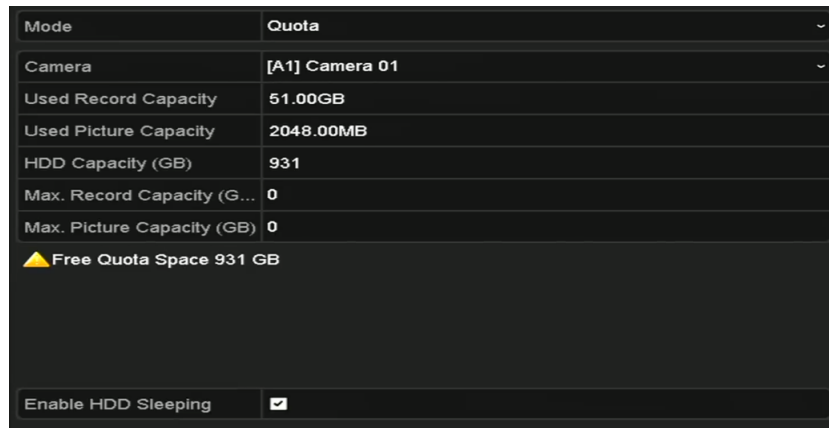 Mode Quota
Camera [A1] Camera 01
Used Record Capacity 51.00GB
Used Picture Capacity 2048.00MB
HDD Capacity (GB) 931
Max. Record Capacity (G... 0
Max. Picture Capacity (GB) 0
Free Quota Space 931 GB
Enable HDD Sleeping